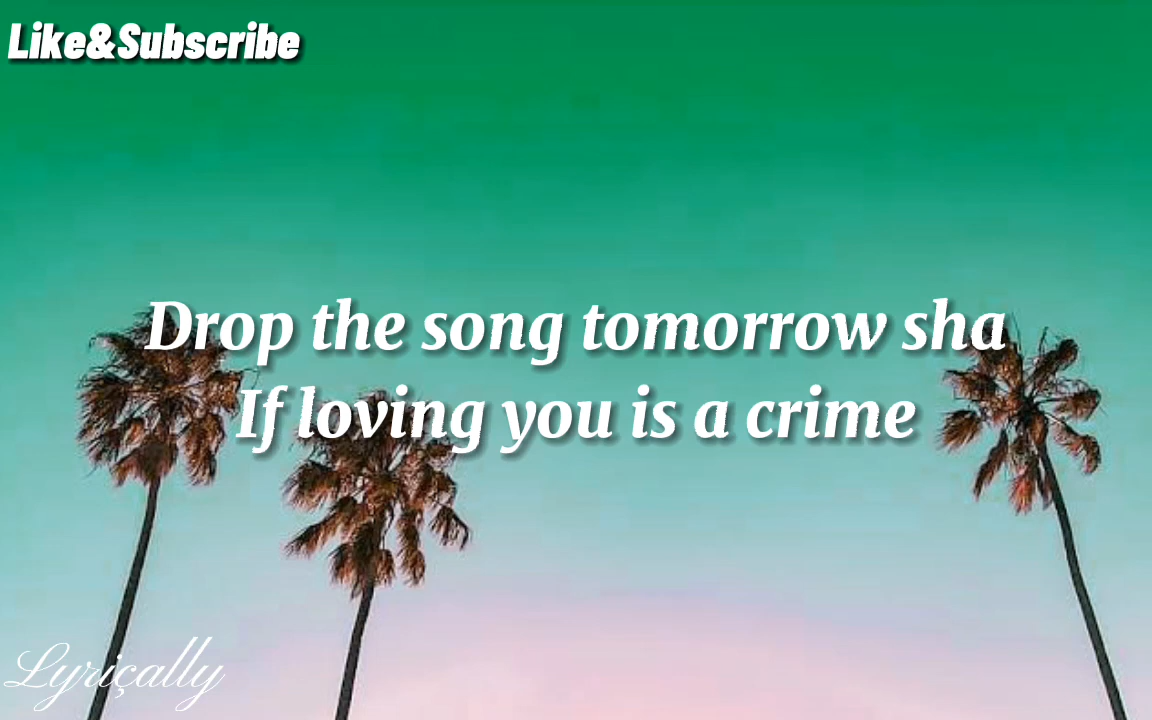 Like&Subscribe
Drop the song tomorrow sha
If loving you is a crime
Lyriçally